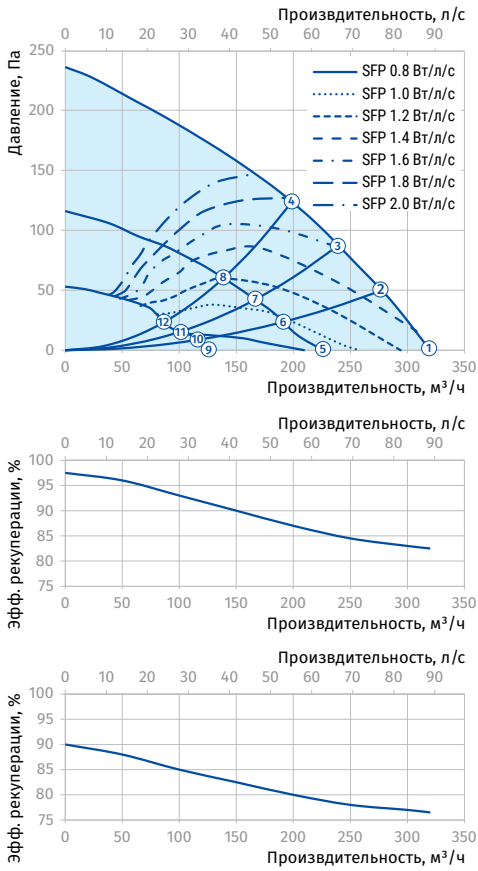 Произвдительность, л/с
0 10 20 30 40 50 60 70 80 90
Давление, Па
250
200
150
100
50
0
SFP 0.8 Вт/л/с
SFP 1.0 Вт/л/с
SFP 1.2 Вт/л/с
SFP 1.4 Вт/л/с
SFP 1.6 Вт/л/с
SFP 1.8 Вт/л/с
SFP 2.0 Вт/л/с
4
3
8
2
7
12
6
11
10
9
5
1
0 50 100 150 200 250 300 350
Произвдительность, м³/ч
Произвдительность, л/с
0 10 20 30 40 50 60 70 80 90
Эфф. рекуперации, %
100
95
90
85
80
75
0 50 100 150 200 250 300 350
Произвдительность, м³/ч
Произвдительность, л/с
0 10 20 30 40 50 60 70 80 90
Эфф. рекуперации, %
100
95
90
85
80
75
0 50 100 150 200 250 300 350
Произвдительность, м³/ч